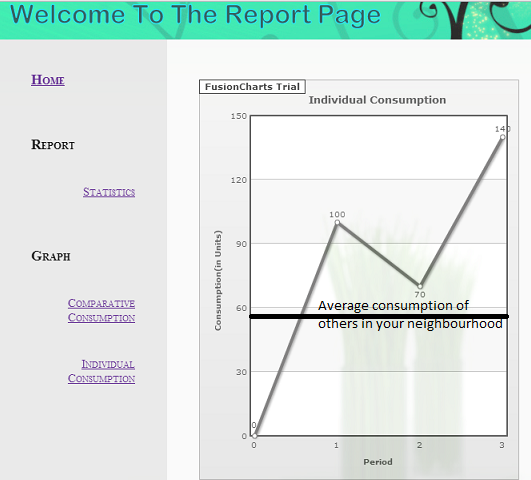 Welcome To The Report Page
Home
Report
Statistics
Graph
Comparative
Consumption
Individual
Consumption
FusionCharts Trial
Individual Consumption
Consumption(in Units)
150
120
90
60
30
0
0
100
70
140
Average consumption of
others in your neighbourhood
0 1 2 3
Period